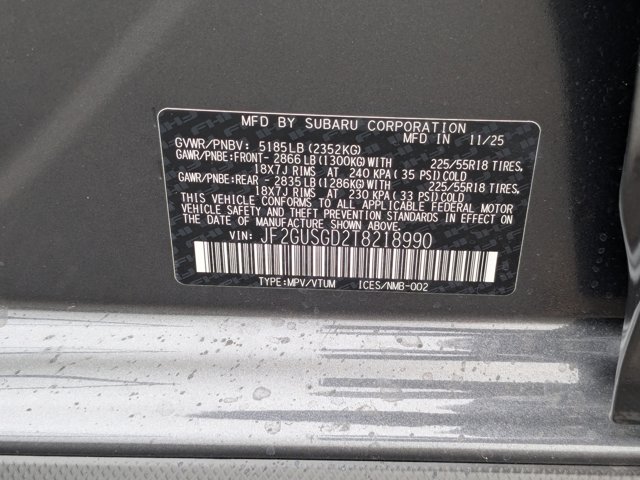 MFD BY SUBARU CORPORATION
MFD IN 11/25
GVWR/PNBV: 5185LB (2352KG)
GAWR/PNBE:FRONT- 2866 LB (1300KG)WITH 225/55R18 TIRES,
18X7J RIMS AT 240 KPA (35 PSI)COLD
GAWR/PNBE:REAR - 2835 LB (1286KG)WITH 225/55R18 TIRES,
18X7J RIMS AT 230 KPA (33 PSI)COLD
THIS VEHICLE CONFORMS TO ALL APPLICABLE FEDERAL MOTOR
VEHICLE SAFETY AND THEFT PREVENTION STANDARDS IN EFFECT ON
THE DATE OF MANUFACTURE SHOWN ABOVE.
VIN: JF2GUSGD2T8218990
TYPE:MPV/VTUM ICES/NMB-002